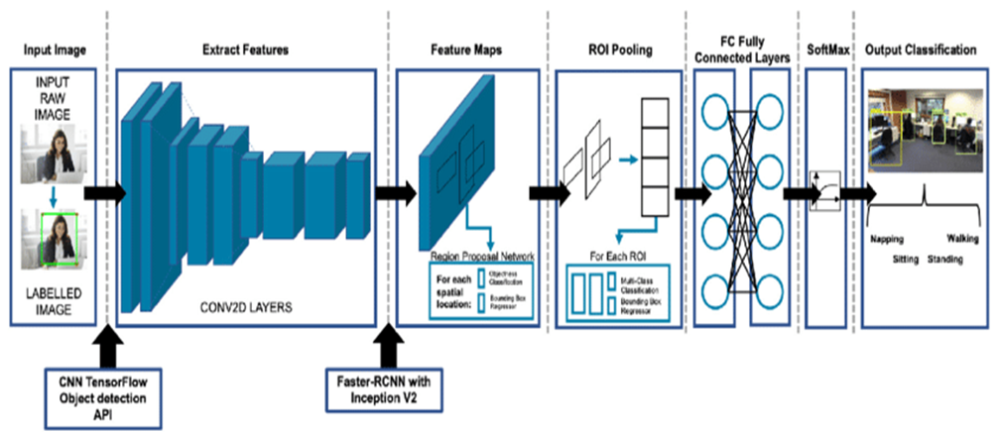 Input Image
INPUT
RAW
IMAGE
LABELLED
IMAGE
Extract Features
CONV2D LAYERS
Feature Maps
Region Proposal Network
For each
spatial
location:
Objectness
Classification
Bounding Box
Regressor
ROI Pooling
For Each ROI
Multi-Class
Classification
Bounding Box
Regressor
FC Fully
Connected Layers
SoftMax
Output Classification
Napping
Walking
Sitting
Standing
CNN TensorFlow
Object detection
API
Faster-RCNN with
Inception V2